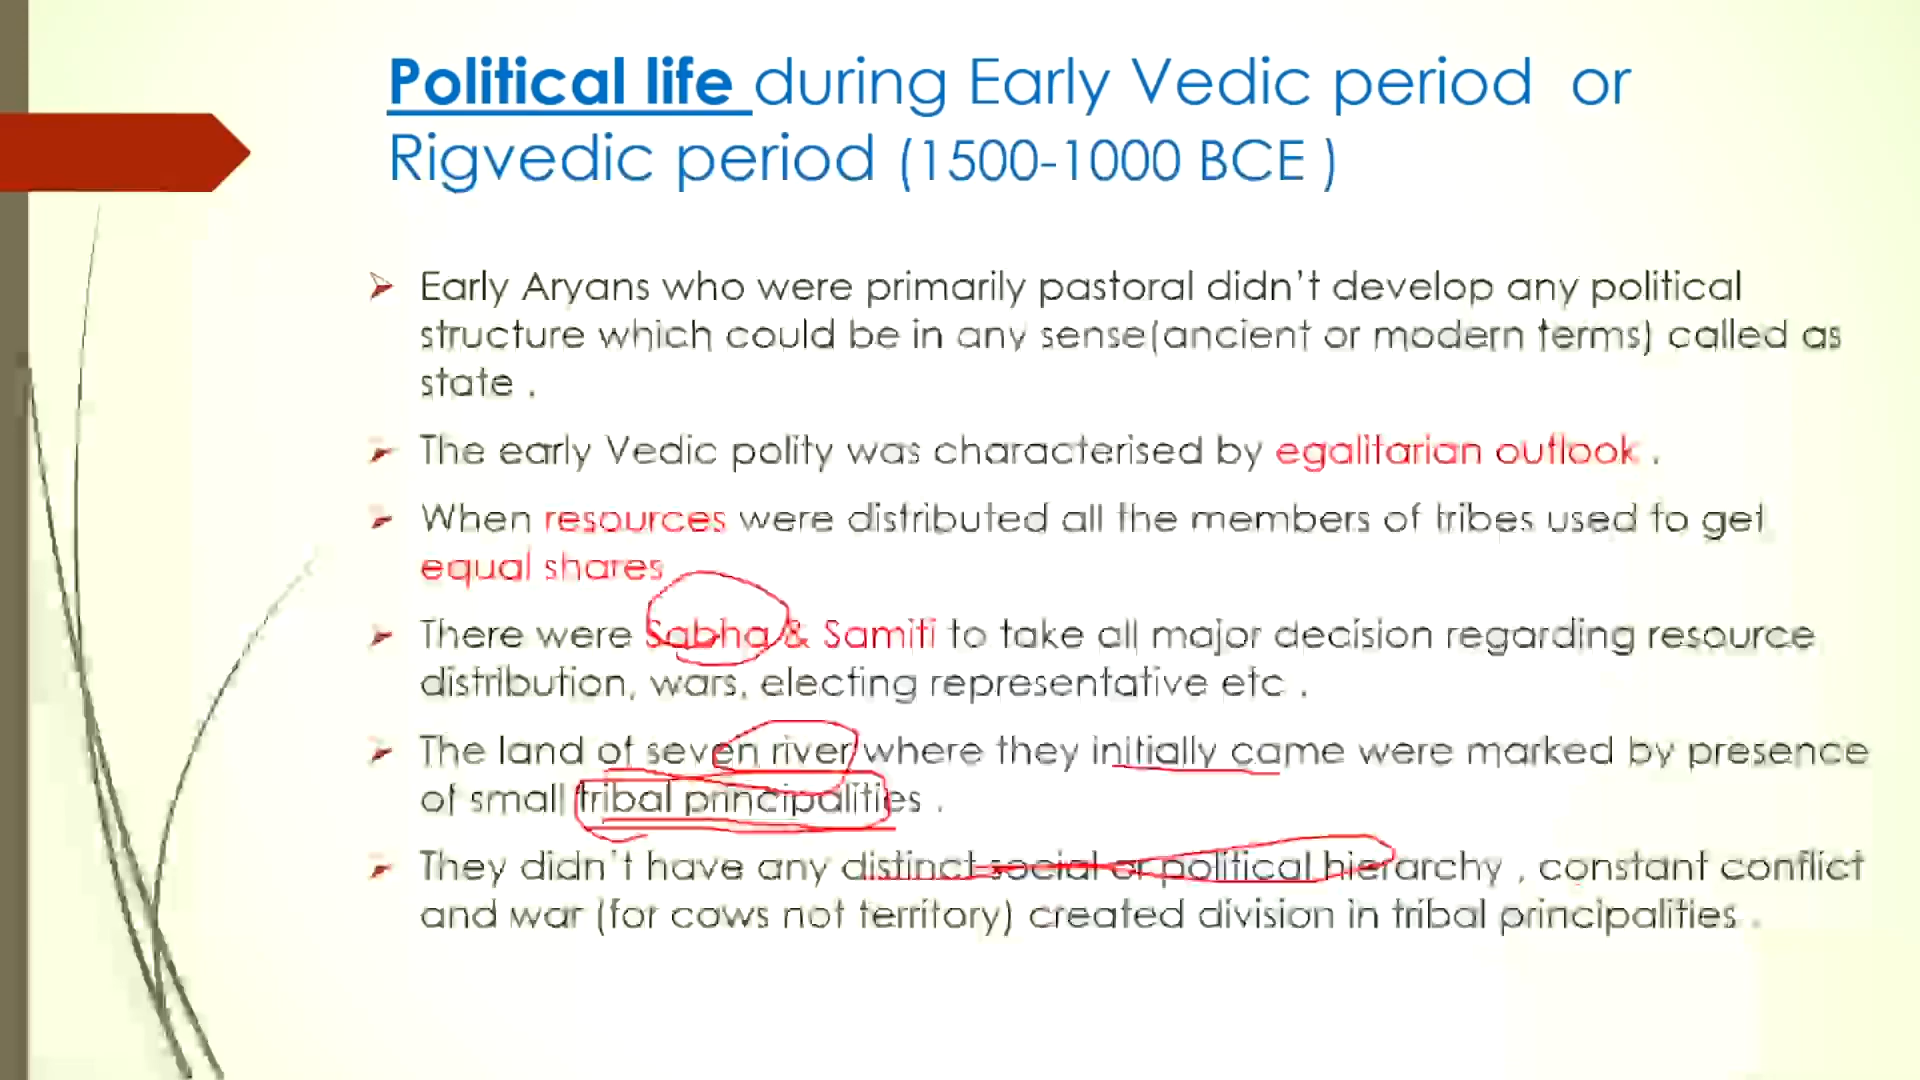 Political life during Early Vedic period or
Rigvedic period (1500-1000 BCE )
Early Aryans who were primarily pastoral didn't develop any political
structure which could be in any sense(ancient or modern terms) called as
state .
The early Vedic polity was characterised by egalitarian outlook .
When resources were distributed all the members of tribes used to get
equal shares
There were Sabha & Samiti to take all major decision regarding resource
distribution, wars, electing representative etc .
The land of seven river where they initially came were marked by presence
of small tribal principalities .
They didn't have any distinct social or political hierarchy , constant conflict
and war (for cows not territory) created division in tribal principalities .